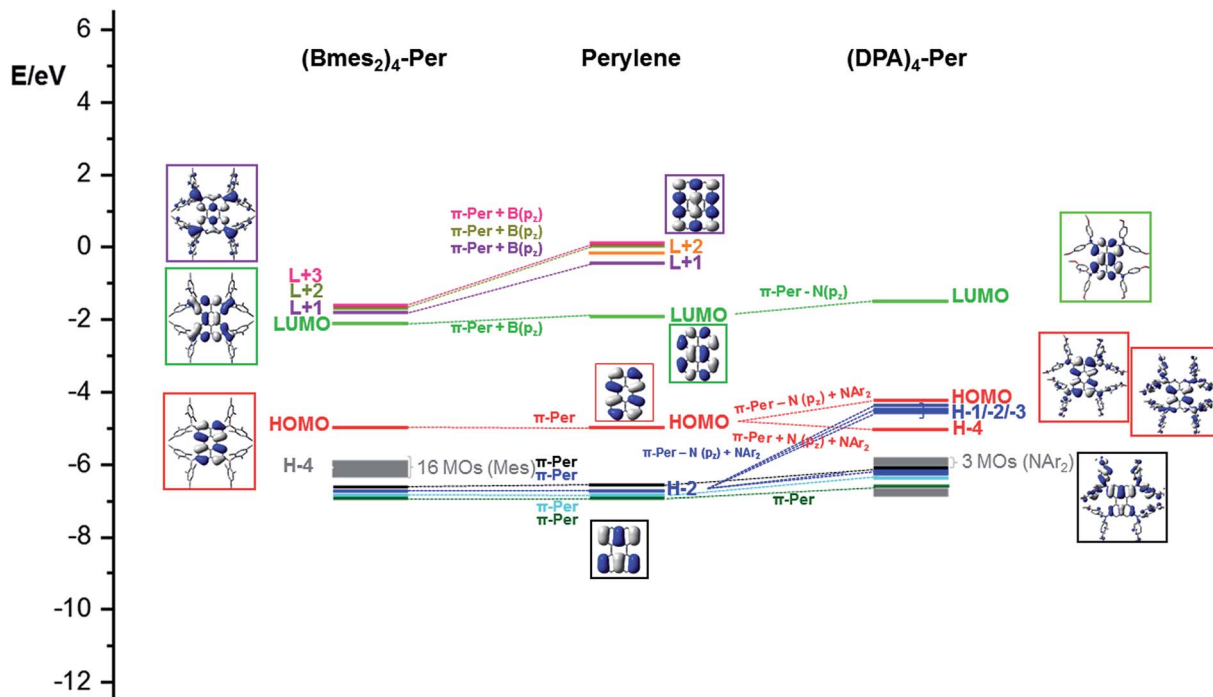 6
(Bmes₂)₄-Per Perylene (DPA)₄-Per
E/eV
4
2
π-Per + B(pz)
π-Per + B(pz)
π-Per + B(pz)
0
L+2
L+1
L+3
L+2
L+1
LUMO
π-Per - N(pz)
LUMO
LUMO
-2
π-Per + B(pz)
-4
HOMO
π-Per
HOMO
π-Per – N (pz) + NAr₂
HOMO
H-1/-2/-3
H-4
π-Per + N (pz) + NAr₂
π-Per – N (pz) + NAr₂
-6
H-4
16 MOs (Mes)
π-Per
π-Per
H-2
3 MOs (NAr₂)
π-Per
π-Per
π-Per
-8
-10
-12